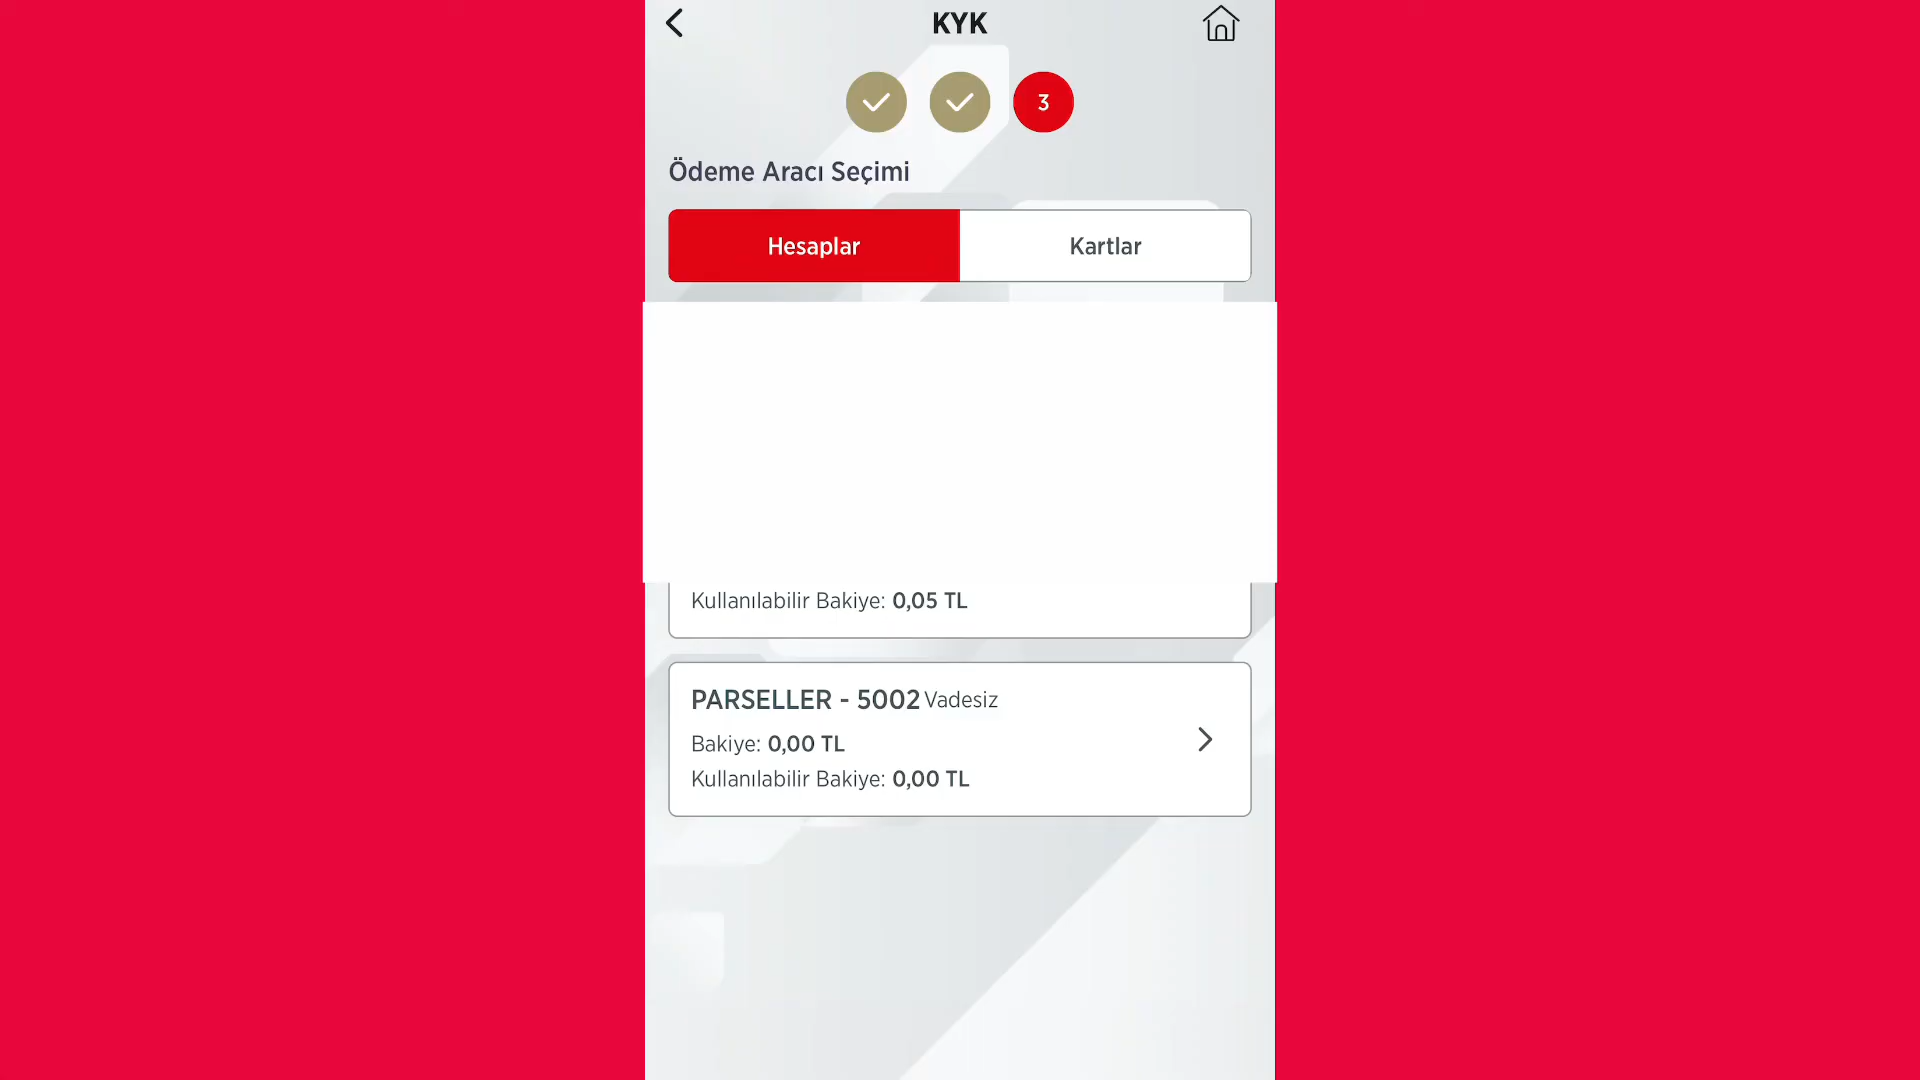 KYK
3
Ödeme Aracı Seçimi
Hesaplar
Kartlar
Kullanılabilir Bakiye: 0,05 TL
PARSELLER - 5002 Vadesiz
Bakiye: 0,00 TL
Kullanılabilir Bakiye: 0,00 TL